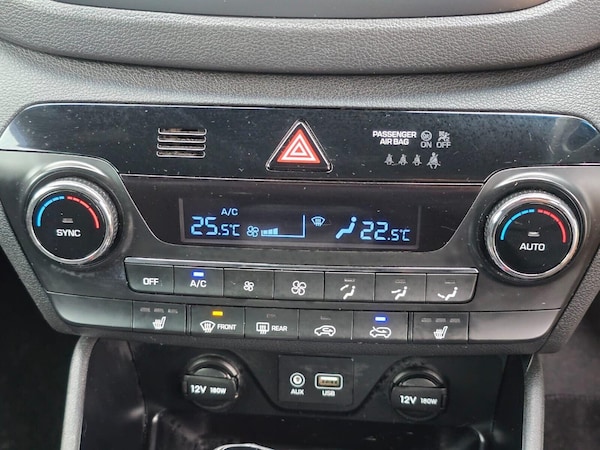 PASSENGER
AIR BAG
ON OFF
A/C
25.5°C 22.5°C
SYNC AUTO
OFF A/C
FRONT REAR
12V 180W AUX USB 12V 180W